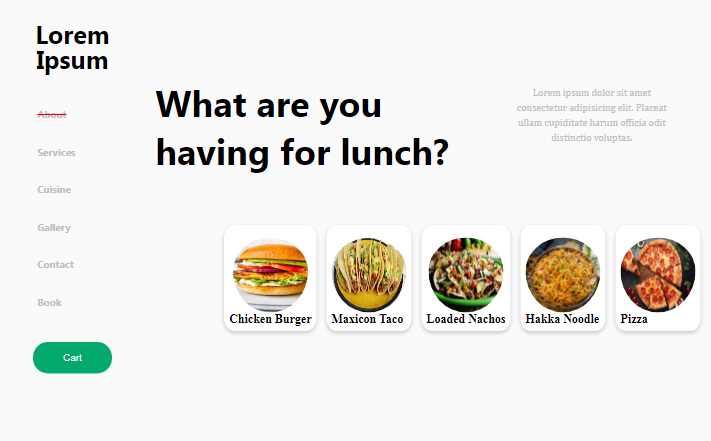 Lorem
Ipsum
About
Services
Cuisine
Gallery
Contact
Book
Cart
What are you
having for lunch?
Lorem ipsum dolor sit amet
consectetur adipisicing elit. Placeat
ullam cupiditate harum officia odit
distinctio voluptas.
Chicken Burger
Maxicon Taco
Loaded Nachos
Hakka Noodle
Pizza